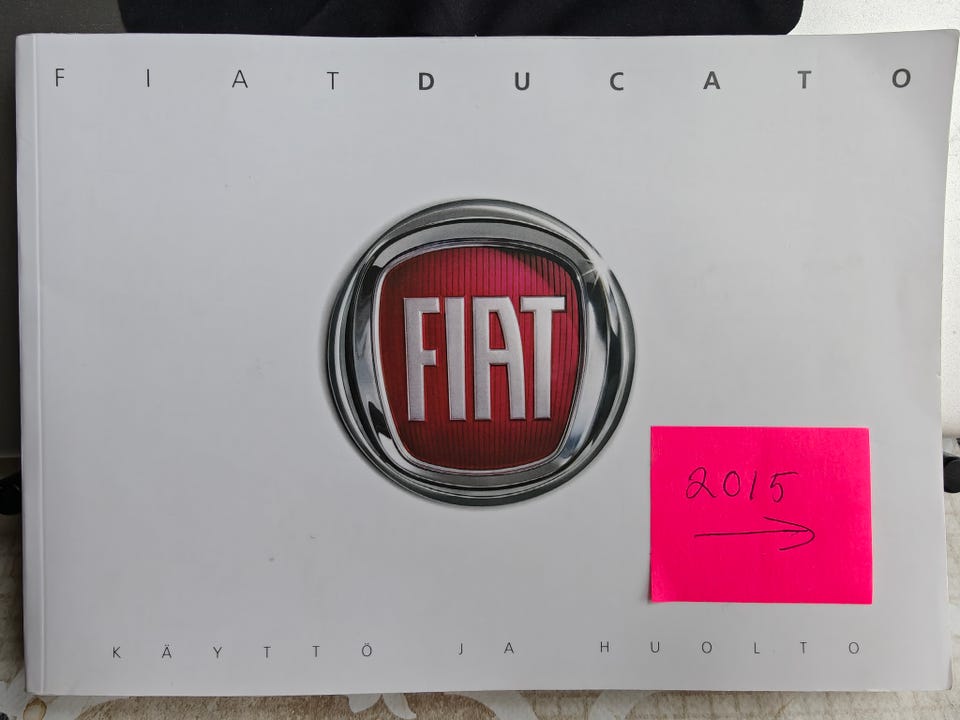 FIAT DUCATO
FIAT
2015
→
KÄYTTÖ JA HUOLTO